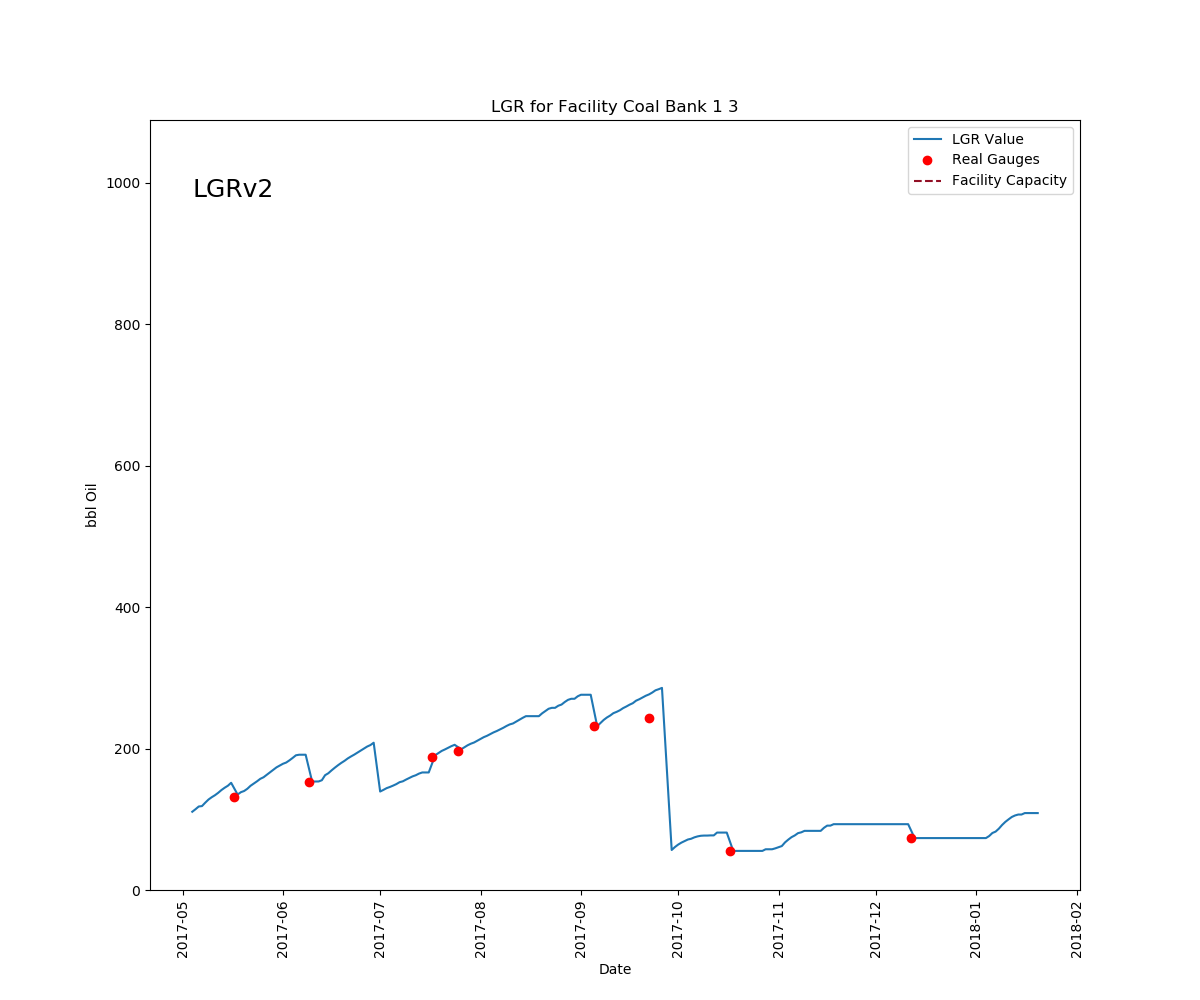 LGR for Facility Coal Bank 1 3
LGR Value
Real Gauges
Facility Capacity
LGRv2
1000
800
600
400
200
0
bbl Oil
2017-05
2017-06
2017-07
2017-08
2017-09
2017-10
2017-11
2017-12
2018-01
2018-02
Date